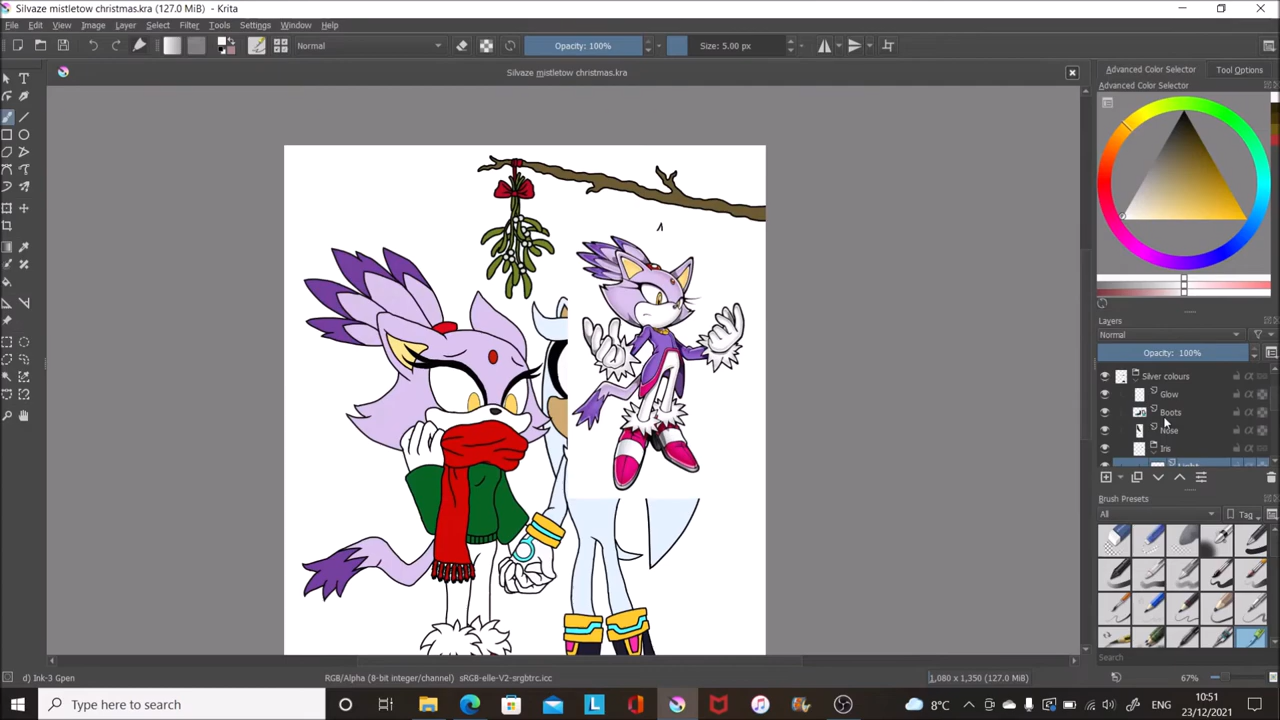 Silvaze mistletow christmas.kra (127.0 MiB) - Krita
File Edit View Image Layer Select Filter Tools Settings Window Help
Normal Opacity: 100% Size: 5.00 px
Silvaze mistletow christmas.kra
Advanced Color Selector Tool Options
Advanced Color Selector
Layers
Normal
Opacity: 100%
Silver colours
Glow
Boots
Nose
Iris
Light
Brush Presets
All Tag
Search
d) Ink-3 Gpen RGB/Alpha (8-bit integer/channel) sRGB-elle-V2-srgbtrc.icc 1,080 x 1,350 (127.0 MiB) 67%
Type here to search 8°C 10:51
23/12/2021